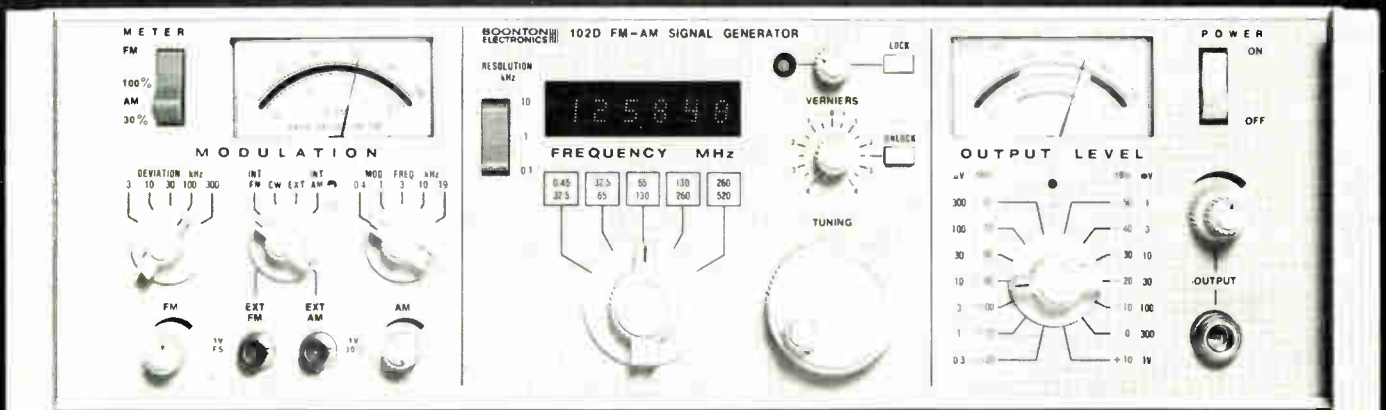 METER
FM
100%
AM
30%
MODULATION
DEVIATION kHz
3 10 30 100 300
INT FM CW EXT INT AM
MOD FREQ kHz
0.4 1 3 10 19
FM
EXT FM
EXT AM
AM
1V
FS
1V
BOONTON ELECTRONICS
102D FM-AM SIGNAL GENERATOR
RESOLUTION
kHz
10
1
0.1
125.840
FREQUENCY MHz
0.45
32.5
32.5
65
65
130
130
260
260
520
LOCK
VERNIERS
UNLOCK
TUNING
OUTPUT LEVEL
µV
mV
300
100
30
10
3
1
0.3
50 1
40 3
30 10
20 30
10 100
0 300
+10 1V
POWER
ON
OFF
OUTPUT